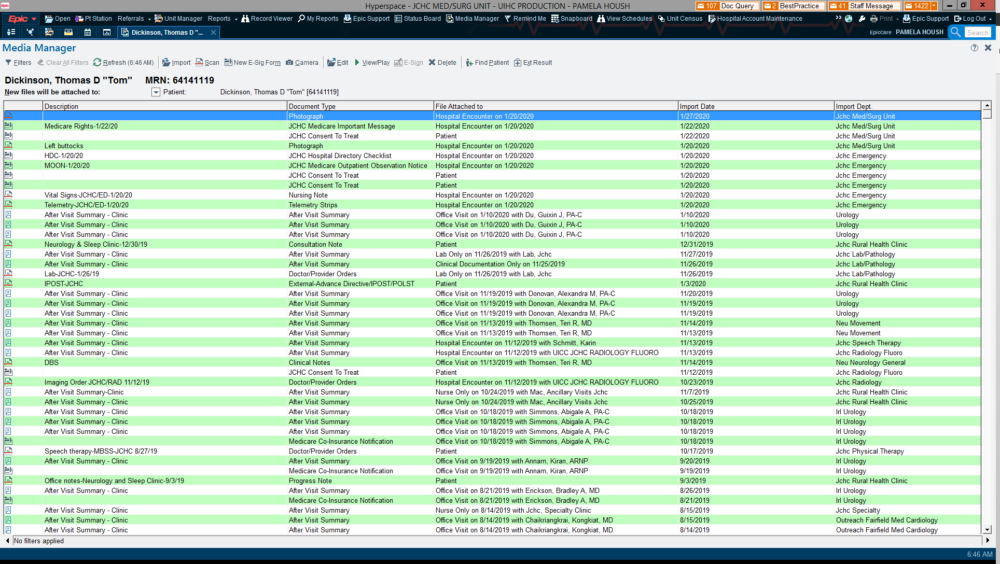 Epic Hyperspace - JCHC MED/SURG UNIT - UIHC PRODUCTION - PAMELA HOUSH 107 Doc Query 2 BestPractice 41 Staff Message 1422
Epic Open Pt Station Referrals Unit Manager Reports Record Viewer My Reports Epic Support Status Board Media Manager Remind Me Snapboard View Schedules Unit Census Hospital Account Maintenance Print Epic Support Log Out
Dickinson, Thomas D "... EpicCare PAMELA HOUSH Search
Media Manager
Filters Clear All Filters Refresh (6:46 AM) Import Scan New E-Sig Form Camera Edit View/Play E-Sign Delete Find Patient Ext Result
Dickinson, Thomas D "Tom" MRN: 64141119
New files will be attached to: Patient: Dickinson, Thomas D "Tom" [64141119]
Description Document Type File Attached to Import Date Import Dept.
Photograph Hospital Encounter on 1/20/2020 1/27/2020 Jchc Med/Surg Unit
Medicare Rights-1/22/20 JCHC Medicare Important Message Hospital Encounter on 1/20/2020 1/22/2020 Jchc Med/Surg Unit
JCHC Consent To Treat Patient 1/22/2020 Jchc Med/Surg Unit
Left buttocks Photograph Hospital Encounter on 1/20/2020 1/20/2020 Jchc Med/Surg Unit
HDC-1/20/20 JCHC Hospital Directory Checklist Hospital Encounter on 1/20/2020 1/20/2020 Jchc Emergency
MOON-1/20/20 JCHC Medicare Outpatient Observation Notice Hospital Encounter on 1/20/2020 1/20/2020 Jchc Emergency
JCHC Consent To Treat Patient 1/20/2020 Jchc Emergency
JCHC Consent To Treat Patient 1/20/2020 Jchc Emergency
Vital Signs-JCHC/ED-1/20/20 Nursing Note Hospital Encounter on 1/20/2020 1/20/2020 Jchc Emergency
Telemetry-JCHC/ED-1/20/20 Telemetry Strips Hospital Encounter on 1/20/2020 1/20/2020 Jchc Emergency
After Visit Summary - Clinic After Visit Summary Office Visit on 1/10/2020 with Du, Guixin J, PA-C 1/10/2020 Urology
After Visit Summary - Clinic After Visit Summary Office Visit on 1/10/2020 with Du, Guixin J, PA-C 1/10/2020 Urology
After Visit Summary - Clinic After Visit Summary Office Visit on 1/10/2020 with Du, Guixin J, PA-C 1/10/2020 Urology
Neurology & Sleep Clinic-12/30/19 Consultation Note Patient 12/31/2019 Jchc Rural Health Clinic
After Visit Summary - Clinic After Visit Summary Lab Only on 11/26/2019 with Lab, Jchc 11/27/2019 Jchc Lab/Pathology
After Visit Summary - Clinic After Visit Summary Clinical Documentation Only on 11/25/2019 11/26/2019 Jchc Lab/Pathology
Lab-JCHC-1/26/19 Doctor/Provider Orders Lab Only on 11/26/2019 with Lab, Jchc 11/26/2019 Jchc Lab/Pathology
IPOST-JCHC External-Advance Directive/IPOST/POLST Patient 1/3/2020 Jchc Rural Health Clinic
After Visit Summary - Clinic After Visit Summary Office Visit on 11/19/2019 with Donovan, Alexandra M, PA-C 11/20/2019 Urology
After Visit Summary - Clinic After Visit Summary Office Visit on 11/19/2019 with Donovan, Alexandra M, PA-C 11/19/2019 Urology
After Visit Summary - Clinic After Visit Summary Office Visit on 11/19/2019 with Donovan, Alexandra M, PA-C 11/19/2019 Urology
After Visit Summary - Clinic After Visit Summary Office Visit on 11/13/2019 with Thomsen, Teri R, MD 11/14/2019 Neu Movement
After Visit Summary - Clinic After Visit Summary Office Visit on 11/13/2019 with Thomsen, Teri R, MD 11/13/2019 Neu Movement
After Visit Summary - Clinic After Visit Summary Hospital Encounter on 11/12/2019 with Schmitt, Karin 11/13/2019 Jchc Speech Therapy
After Visit Summary - Clinic After Visit Summary Hospital Encounter on 11/12/2019 with UICC JCHC RADIOLOGY FLUORO 11/13/2019 Jchc Radiology Fluoro
DBS Clinical Notes Office Visit on 11/13/2019 with Thomsen, Teri R, MD 11/14/2019 Neu Neurology General
JCHC Consent To Treat Patient 11/12/2019 Jchc Radiology Fluoro
Imaging Order JCHC/RAD 11/12/19 Doctor/Provider Orders Hospital Encounter on 11/12/2019 with UICC JCHC RADIOLOGY FLUORO 10/23/2019 Jchc Radiology
After Visit Summary-Clinic After Visit Summary Nurse Only on 10/24/2019 with Mac, Ancillary Visits Jchc 11/7/2019 Jchc Rural Health Clinic
After Visit Summary - Clinic After Visit Summary Nurse Only on 10/24/2019 with Mac, Ancillary Visits Jchc 10/25/2019 Jchc Rural Health Clinic
After Visit Summary - Clinic After Visit Summary Office Visit on 10/18/2019 with Simmons, Abigale A, PA-C 10/18/2019 Irl Urology
After Visit Summary - Clinic After Visit Summary Office Visit on 10/18/2019 with Simmons, Abigale A, PA-C 10/18/2019 Irl Urology
After Visit Summary - Clinic After Visit Summary Office Visit on 10/18/2019 with Simmons, Abigale A, PA-C 10/18/2019 Irl Urology
Medicare Co-Insurance Notification Office Visit on 10/18/2019 with Simmons, Abigale A, PA-C 10/18/2019 Irl Urology
Speech therapy-MBSS-JCHC 8/27/19 Doctor/Provider Orders Patient 10/17/2019 Jchc Physical Therapy
After Visit Summary - Clinic After Visit Summary Office Visit on 9/19/2019 with Annam, Kiran, ARNP 9/20/2019 Irl Urology
Medicare Co-Insurance Notification Office Visit on 9/19/2019 with Annam, Kiran, ARNP 9/19/2019 Irl Urology
Office notes-Neurology and Sleep Clinic-9/3/19 Progress Note Patient 9/3/2019 Jchc Rural Health Clinic
After Visit Summary - Clinic After Visit Summary Office Visit on 8/21/2019 with Erickson, Bradley A, MD 8/26/2019 Irl Urology
Medicare Co-Insurance Notification Office Visit on 8/21/2019 with Erickson, Bradley A, MD 8/21/2019 Irl Urology
After Visit Summary - Clinic After Visit Summary Nurse Only on 8/14/2019 with Jchc, Specialty Clinic 8/15/2019 Jchc Specialty
After Visit Summary - Clinic After Visit Summary Office Visit on 8/14/2019 with Chaikriangkrai, Kongkiat, MD 8/15/2019 Outreach Fairfield Med Cardiology
After Visit Summary - Clinic After Visit Summary Office Visit on 8/14/2019 with Chaikriangkrai, Kongkiat, MD 8/14/2019 Outreach Fairfield Med Cardiology
No filters applied
6:46 AM